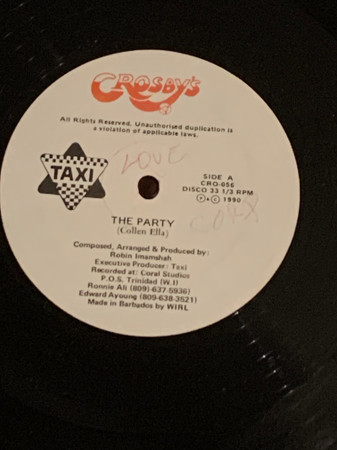 CROSBY'S
All Rights Reserved. Unauthorised duplication is
a violation of applicable laws.
TAXI
LOVE
SIDE A
CRO-056
DISCO 33 1/3 RPM
℗ & © 1990
THE PARTY
(Collen Ella)
Composed, Arranged & Produced by:
Robin Imamshah
Executive Producer: Taxi
Recorded at: Coral Studios
P.O.S. Trinidad (W.I)
Ronnie Ali (809)-637-5936)
Edward Ayoung (809-638-3521)
Made in Barbados by WIRL